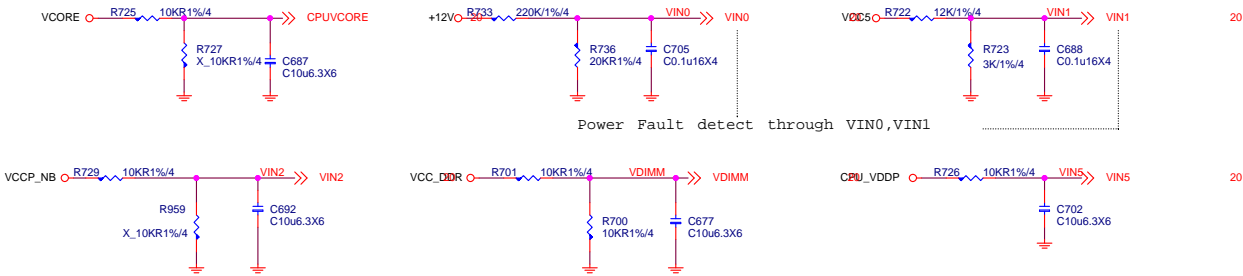 VCORE R725 10KR1%/4 CPUVCORE
R727
X_10KR1%/4
C687
C10u6.3X6
+12V 20 R733 220K/1%/4 VIN0 VIN0
R736
20KR1%/4
C705
C0.1u16X4
VCC5 20 R722 12K/1%/4 VIN1 VIN1 20
R723
3K/1%/4
C688
C0.1u16X4
Power Fault detect through VIN0,VIN1
VCCP_NB R729 10KR1%/4 VIN2 VIN2
R959
X_10KR1%/4
C692
C10u6.3X6
VCC_DDR 20 R701 10KR1%/4 VDIMM VDIMM
R700
10KR1%/4
C677
C10u6.3X6
CPU_VDDP 20 R726 10KR1%/4 VIN5 VIN5 20
C702
C10u6.3X6